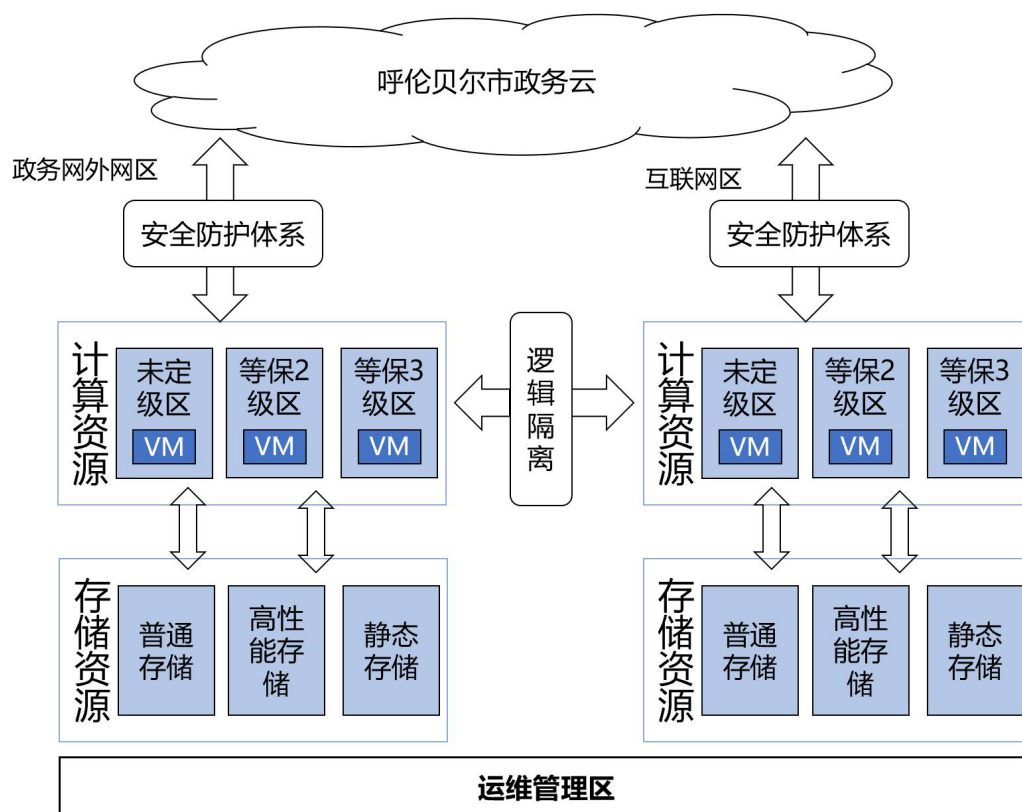 呼伦贝尔市政务云
政务网外网区
互联网区
安全防护体系
安全防护体系
计算资源
未定
级区
VM
等保2
级区
VM
等保3
级区
VM
逻辑隔离
计算资源
未定
级区
VM
等保2
级区
VM
等保3
级区
VM
存储资源
普通
存储
高性
能存
储
静态
存储
存储资源
普通
存储
高性
能存
储
静态
存储
运维管理区